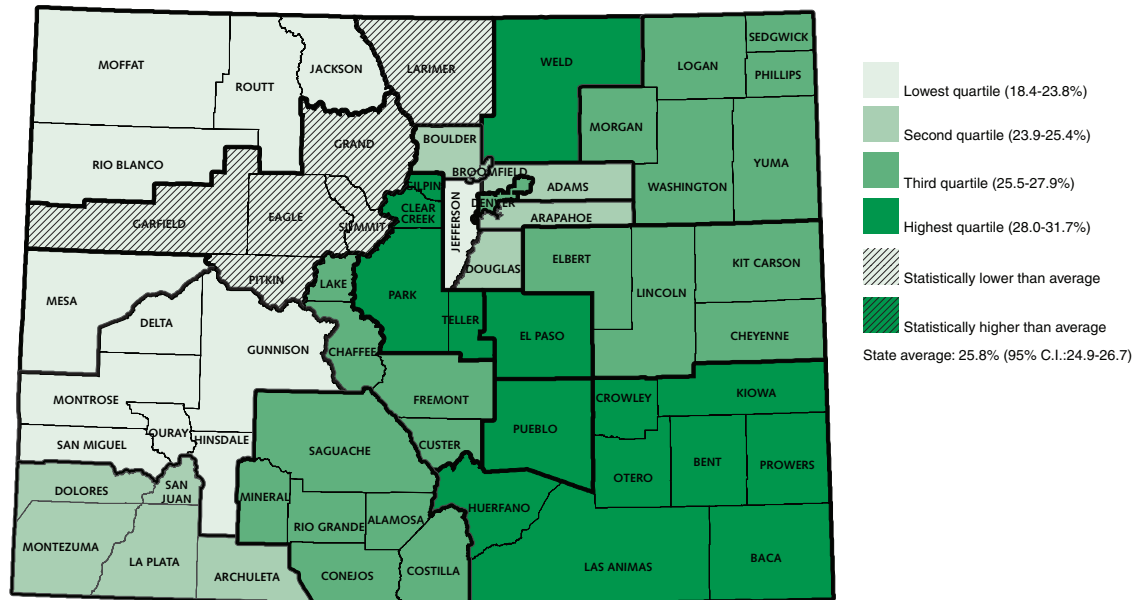 MOFFAT
ROUTT
JACKSON
LARIMER
WELD
LOGAN
SEDGWICK
PHILLIPS
MORGAN
GRAND
BOULDER
RIO BLANCO
BROOMFIELD
YUMA
GILPIN
ADAMS
WASHINGTON
DENVER
CLEAR
CREEK
JEFFERSON
ARAPAHOE
GARFIELD
EAGLE
SUMMIT
DOUGLAS
ELBERT
KIT CARSON
PITKIN
LAKE
PARK
LINCOLN
MESA
DELTA
TELLER
EL PASO
CHEYENNE
GUNNISON
CHAFFEE
MONTROSE
FREMONT
CROWLEY
KIOWA
OURAY
HINSDALE
SAN MIGUEL
SAGUACHE
CUSTER
PUEBLO
OTERO
BENT
PROWERS
DOLORES
SAN
JUAN
MINERAL
RIO GRANDE
ALAMOSA
HUERFANO
MONTEZUMA
LA PLATA
ARCHULETA
CONEJOS
COSTILLA
LAS ANIMAS
BACA
Lowest quartile (18.4-23.8%)
Second quartile (23.9-25.4%)
Third quartile (25.5-27.9%)
Highest quartile (28.0-31.7%)
Statistically lower than average
Statistically higher than average
State average: 25.8% (95% C.I.:24.9-26.7)